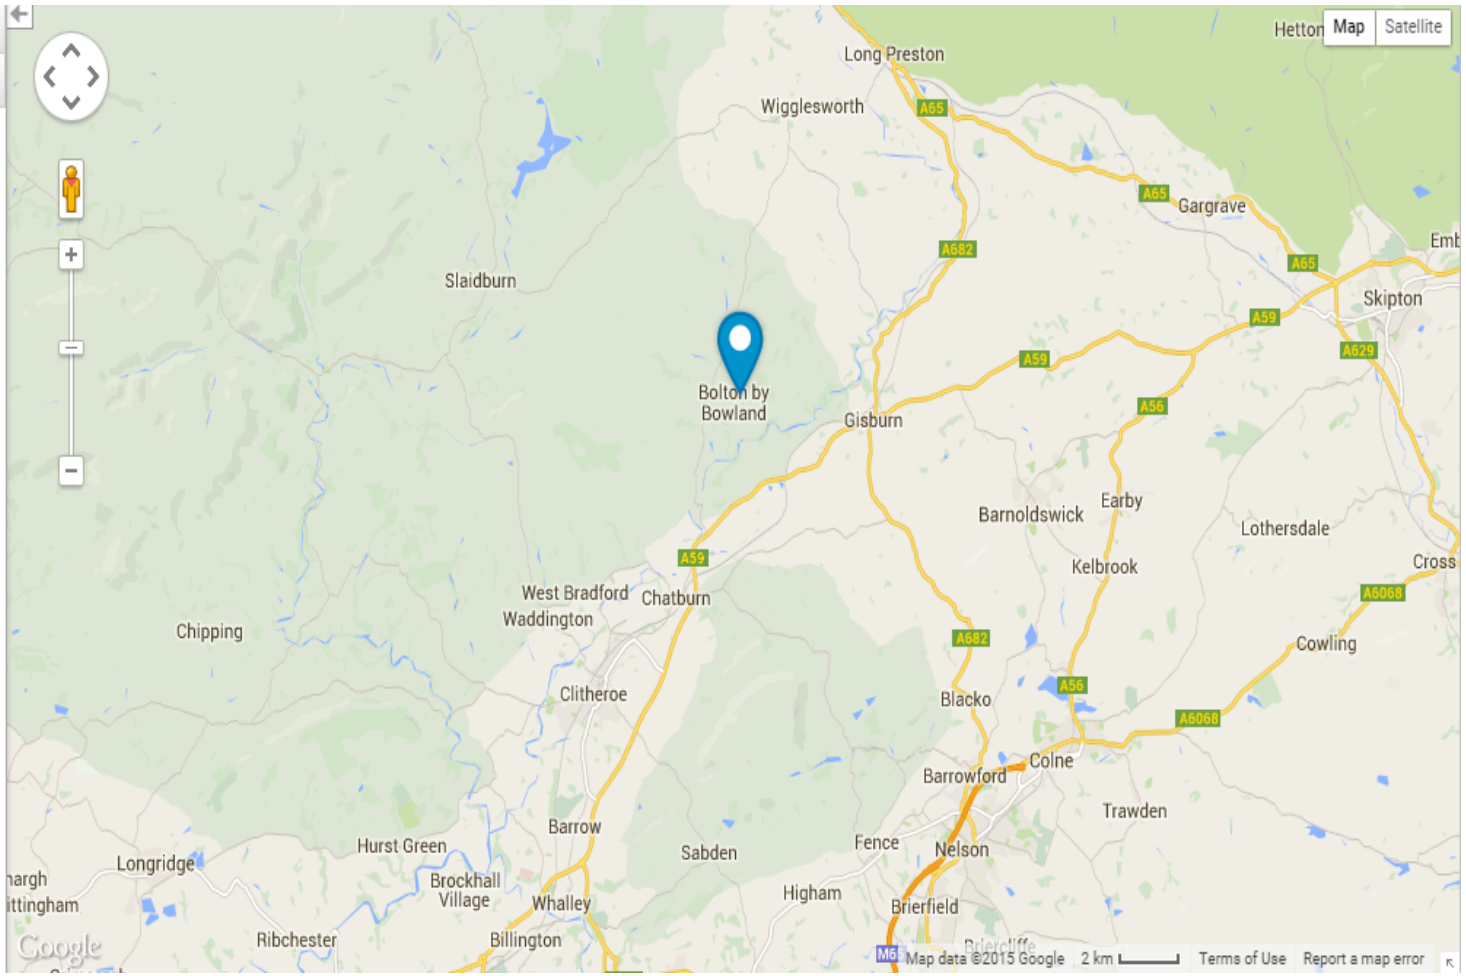 Hetton
Map
Satellite
Long Preston
Wigglesworth
A65
A65
Gargrave
Emb
A682
A65
Slaidburn
Skipton
A59
A629
A59
Bolton by
Bowland
A56
Gisburn
Earby
Barnoldswick
Lothersdale
A59
Cross
Kelbrook
West Bradford
Chatburn
A6068
Waddington
Chipping
A682
Cowling
A56
Clitheroe
Blacko
A6068
Colne
Barrowford
Trawden
Barrow
Hurst Green
Fence
Nelson
Sabden
Longridge
hargh
ittingham
Brockhall
Village
Higham
Whalley
Brierfield
Ribchester
Billington
Google
Briercliffe
M65
Map data ©2015 Google
2 km
Terms of Use
Report a map error